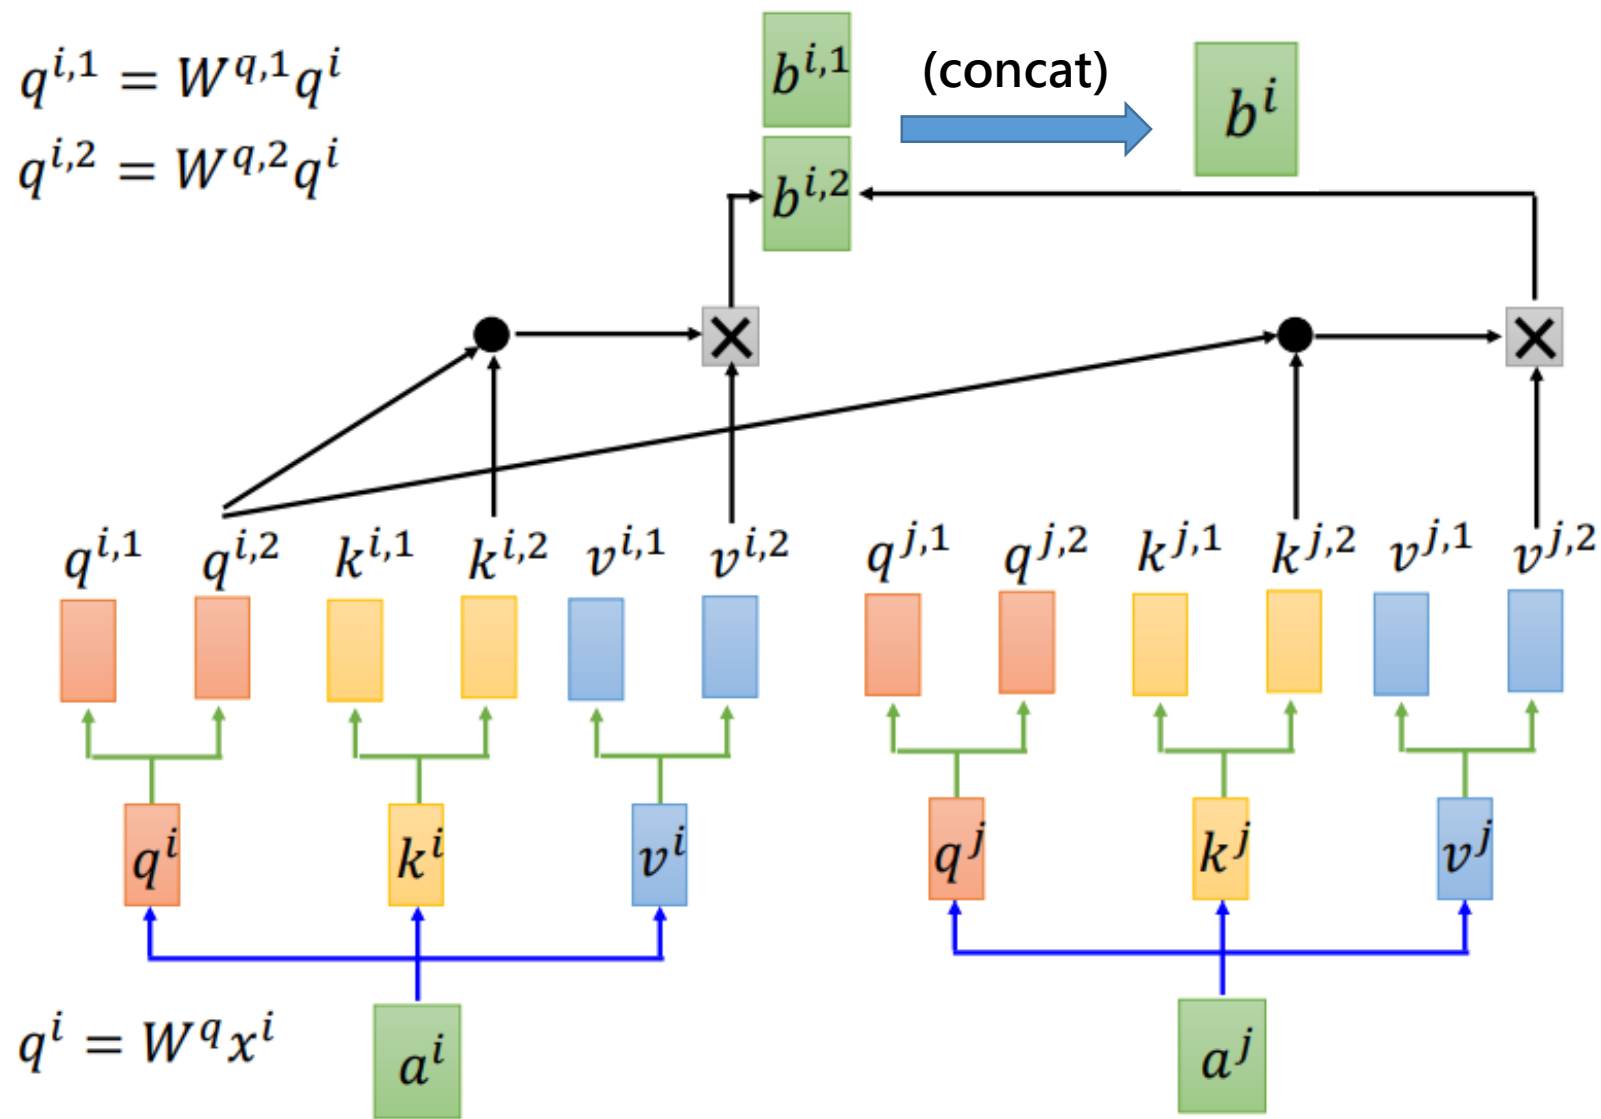 q^{i,1} = W^{q,1}q^i
q^{i,2} = W^{q,2}q^i
b^{i,1}
(concat)
b^i
b^{i,2}
q^{i,1} q^{i,2} k^{i,1} k^{i,2} v^{i,1} v^{i,2} q^{j,1} q^{j,2} k^{j,1} k^{j,2} v^{j,1} v^{j,2}
q^i k^i v^i q^j k^j v^j
q^i = W^q x^i
a^i a^j